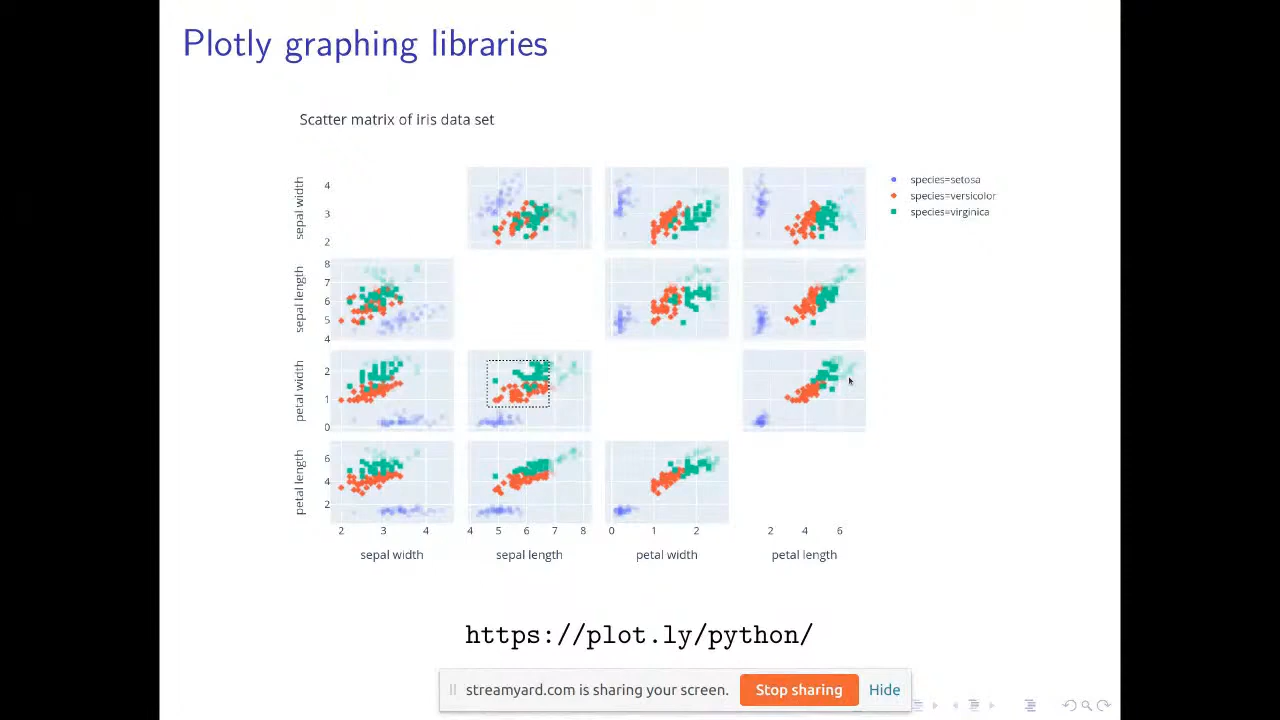 Plotly graphing libraries
Scatter matrix of iris data set
species=setosa
species=versicolor
species=virginica
sepal width
4
3
2
sepal length
8
7
6
5
4
petal width
2
1
0
petal length
6
4
2
2 3 4 4 5 6 7 8 0 1 2 2 4 6
sepal width sepal length petal width petal length
https://plot.ly/python/
streamyard.com is sharing your screen. Stop sharing Hide